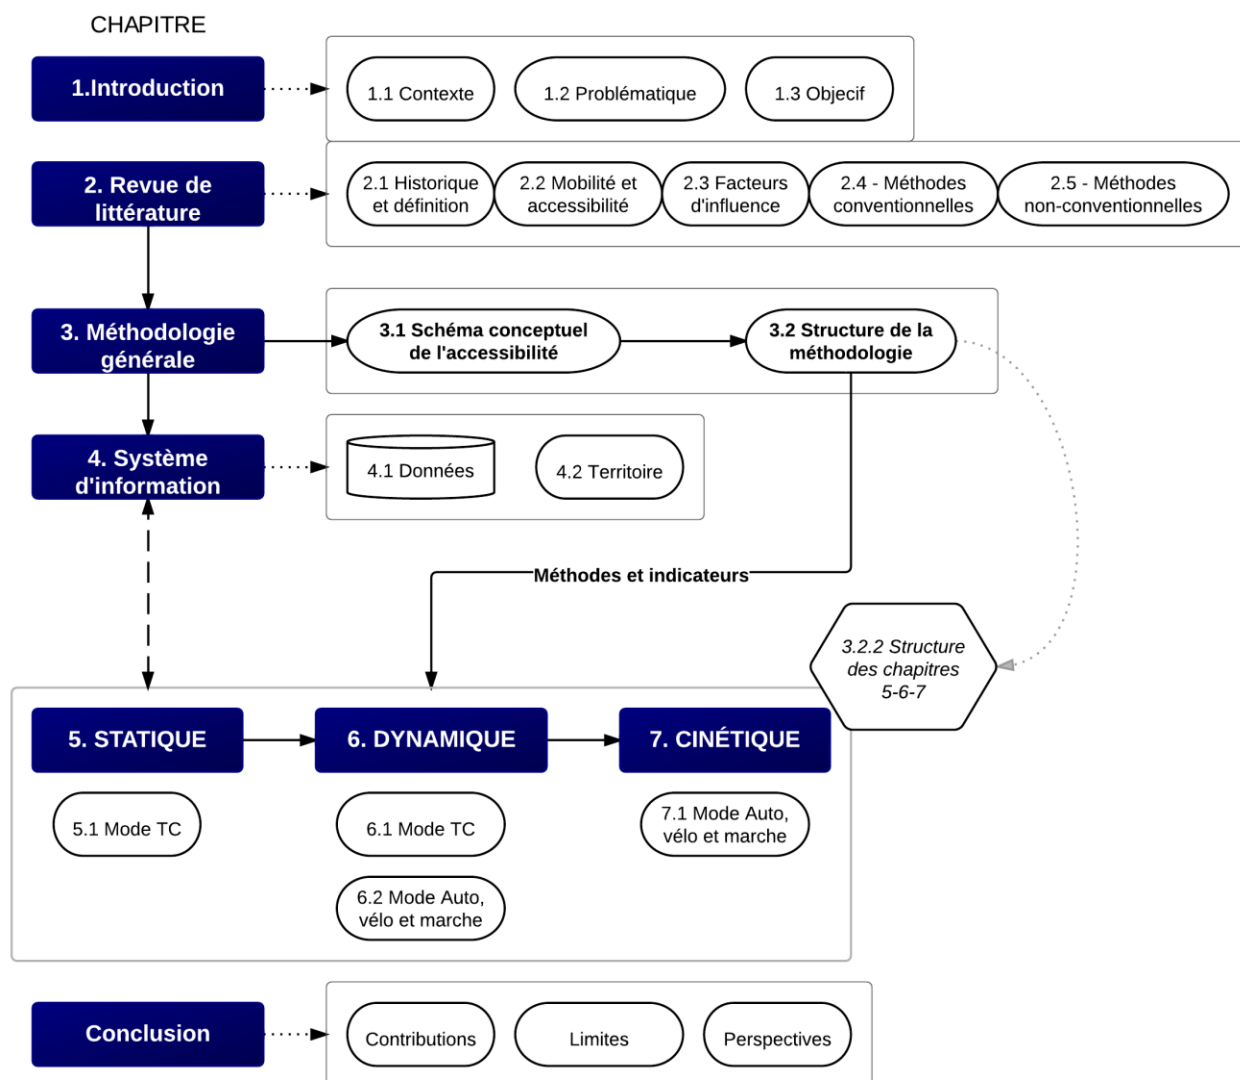 CHAPITRE
1.Introduction
1.1 Contexte
1.2 Problématique
1.3 Objecif
2. Revue de
littérature
2.1 Historique
et définition
2.2 Mobilité et
accessibilité
2.3 Facteurs
d'influence
2.4 - Méthodes
conventionnelles
2.5 - Méthodes
non-conventionnelles
3. Méthodologie
générale
3.1 Schéma conceptuel
de l'accessibilité
3.2 Structure de la
méthodologie
4. Système
d'information
4.1 Données
4.2 Territoire
Méthodes et indicateurs
3.2.2 Structure
des chapitres
5-6-7
5. STATIQUE
6. DYNAMIQUE
7. CINÉTIQUE
5.1 Mode TC
6.1 Mode TC
7.1 Mode Auto,
vélo et marche
6.2 Mode Auto,
vélo et marche
Conclusion
Contributions
Limites
Perspectives